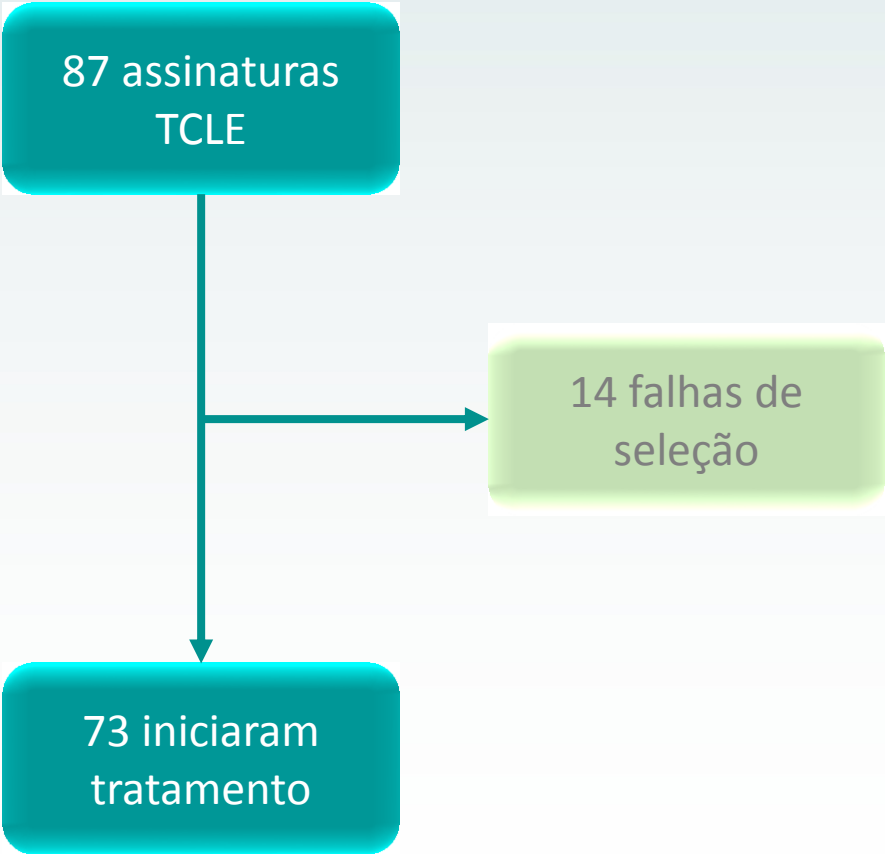 87 assinaturas
TCLE
14 falhas de
seleção
73 iniciaram
tratamento